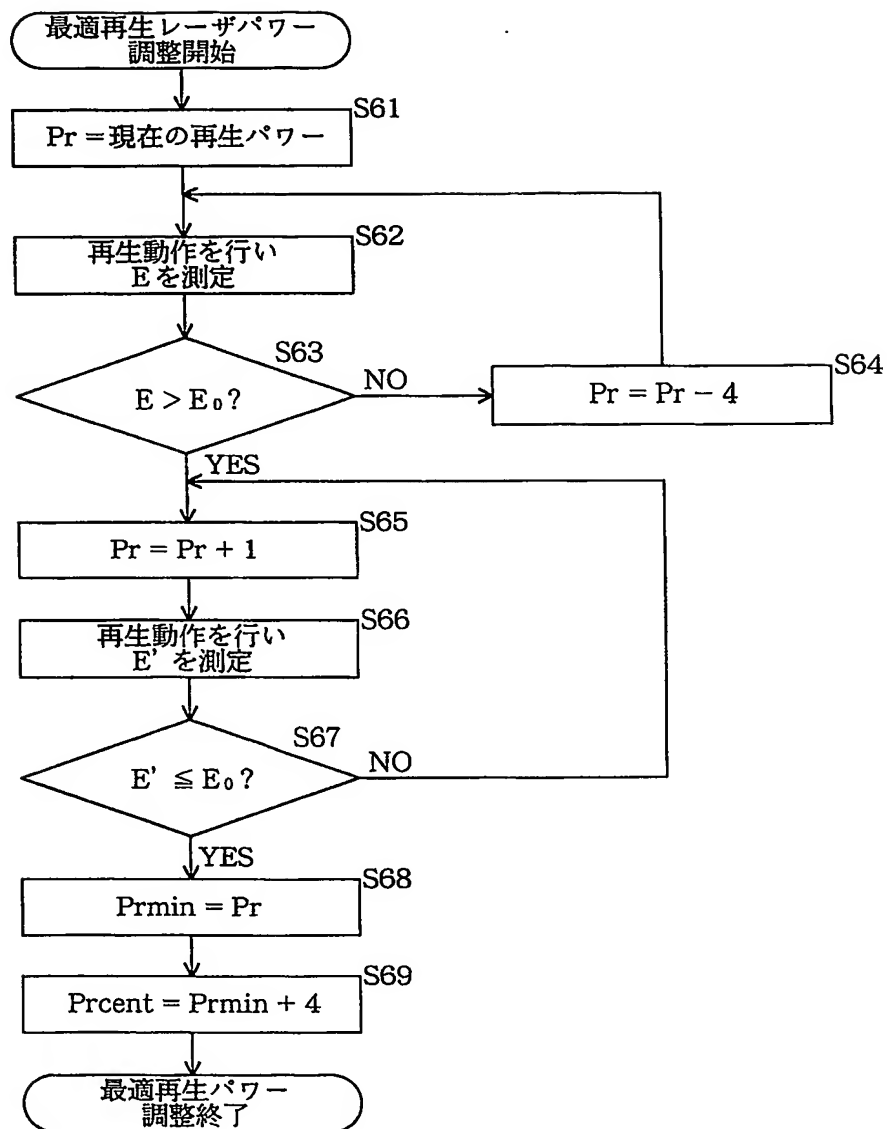 最適再生レーザパワー
調整開始
S61
Pr＝現在の再生パワー
S62
再生動作を行い
Eを測定
S63
E > E₀?
NO
S64
Pr = Pr − 4
YES
S65
Pr = Pr + 1
S66
再生動作を行い
E' を測定
S67
E' ≦ E₀?
NO
YES
S68
Prmin = Pr
S69
Prcent = Prmin + 4
最適再生パワー
調整終了